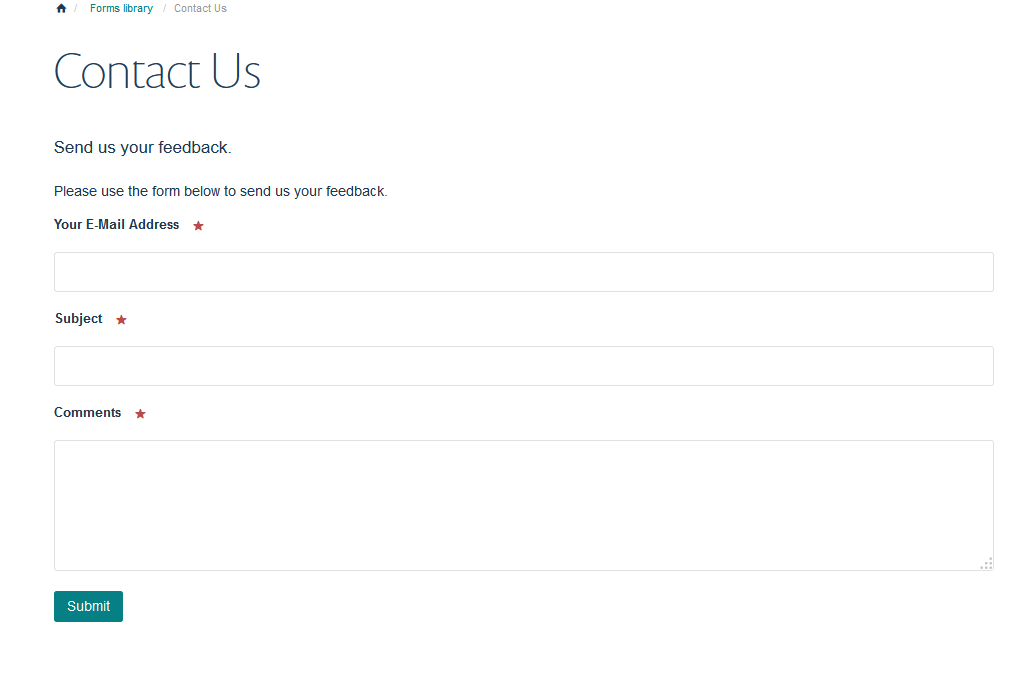 / Forms library / Contact Us
Contact Us
Send us your feedback.
Please use the form below to send us your feedback.
Your E-Mail Address
Subject
Comments
Submit